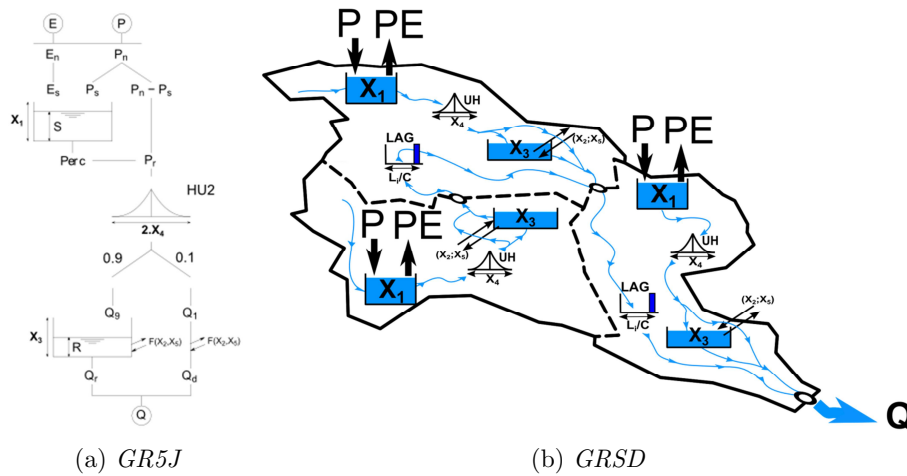 E P
En Pn
Es Ps Pn – Ps
X1 S
Perc Pr
HU2
2.X4
0.9 0.1
Q9 Q1
X3 R F(X2,X5) F(X2,X5)
Qr Qd
Q
(a) GR5J
P PE
X1
UH
X4
LAG
Li/C
X3
(X2;X5)
P PE
X1
UH
X4
X3
(X2;X5)
P PE
X1
UH
X4
LAG
Li/C
X3
(X2;X5)
Q
(b) GRSD